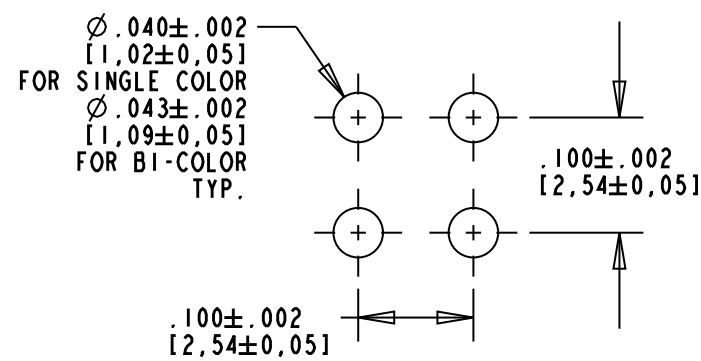 Ø.040±.002
[1,02±0,05]
FOR SINGLE COLOR
Ø.043±.002
[1,09±0,05]
FOR BI-COLOR
TYP.
.100±.002
[2,54±0,05]
.100±.002
[2,54±0,05]